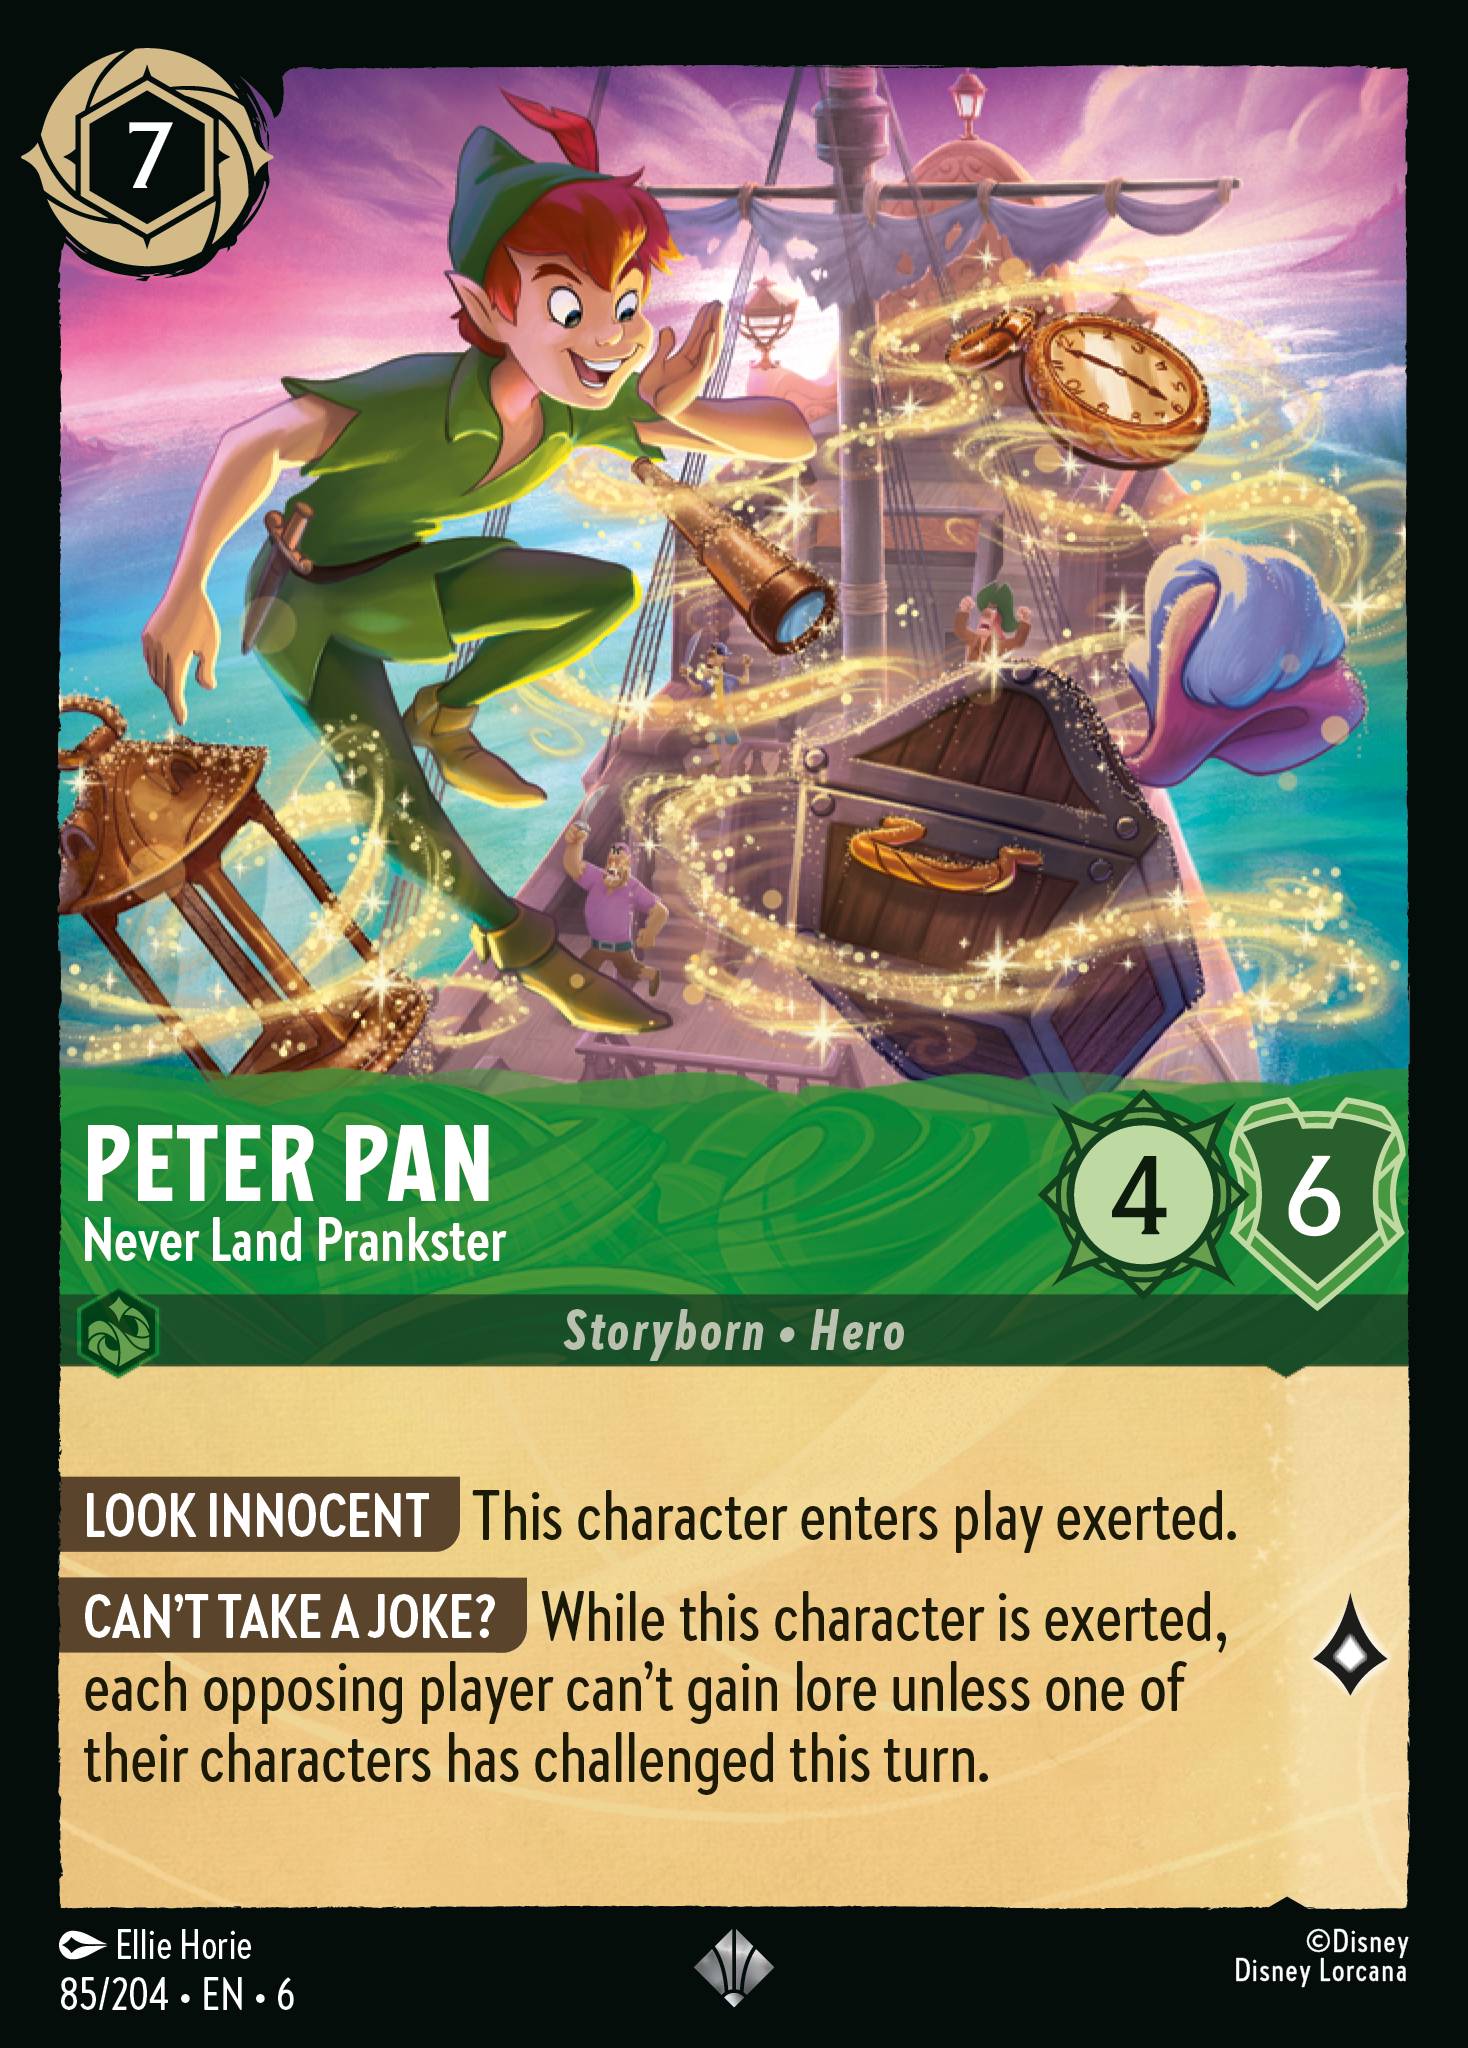 7
PETER PAN
Never Land Prankster
4
6
Storyborn • Hero
LOOK INNOCENT This character enters play exerted.
CAN'T TAKE A JOKE? While this character is exerted,
each opposing player can't gain lore unless one of
their characters has challenged this turn.
Ellie Horie
85/204 • EN • 6
©Disney
Disney Lorcana